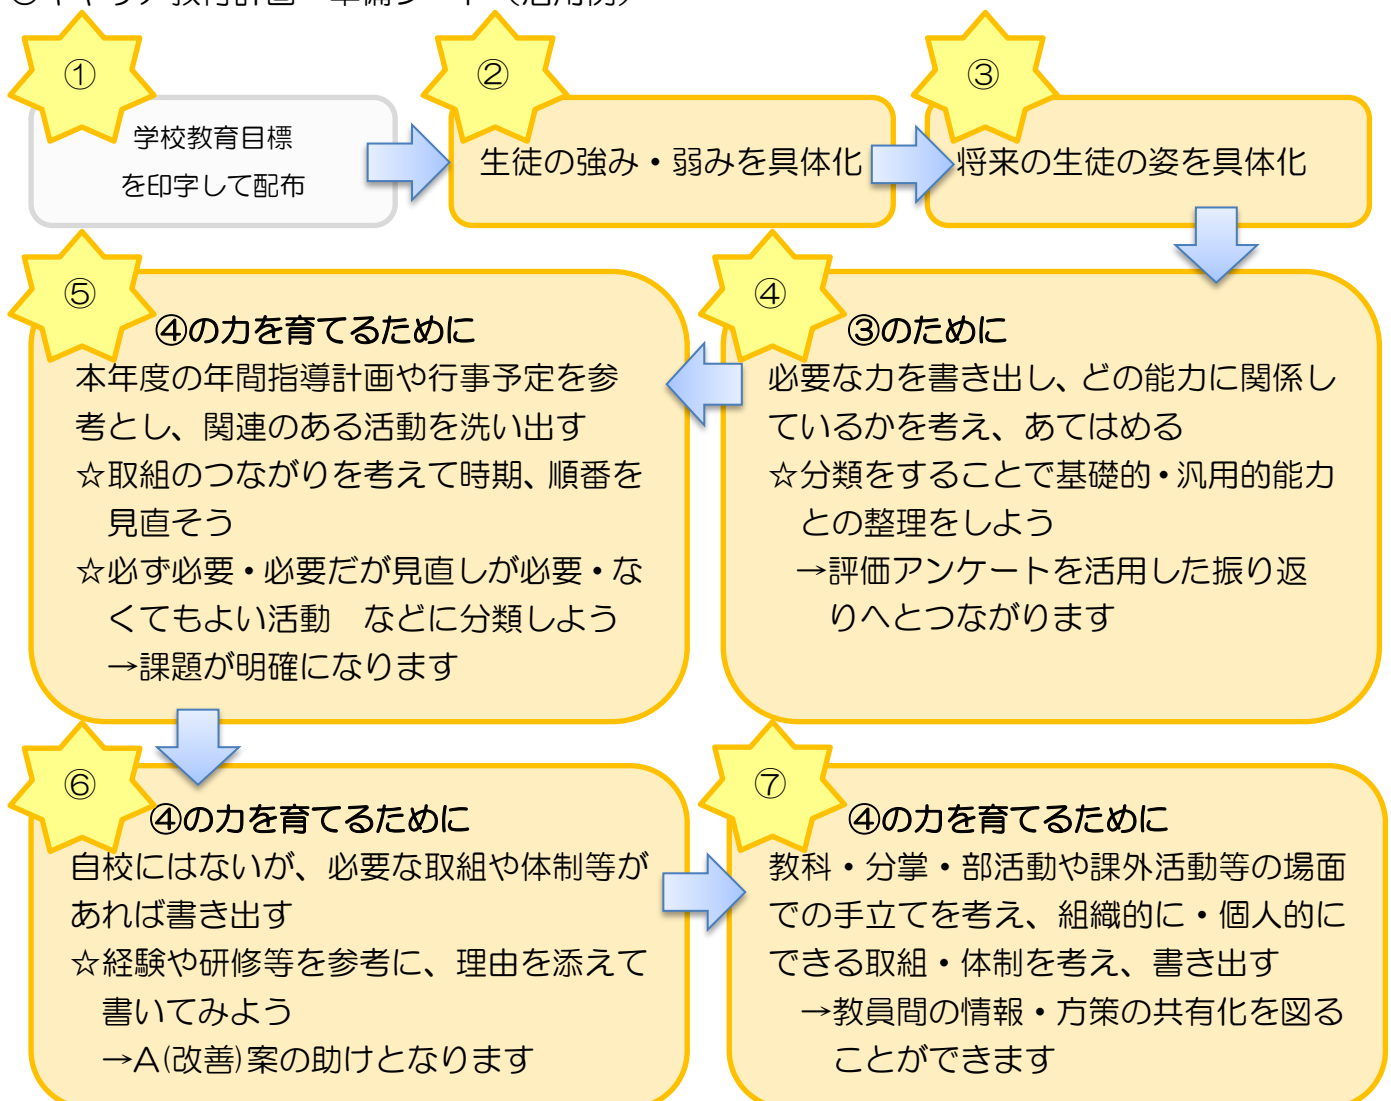 ①
学校教育目標
を印字して配布
②
生徒の強み・弱みを具体化
③
将来の生徒の姿を具体化
④
③のために
必要な力を書き出し、どの能力に関係し
ているかを考え、あてはめる
☆分類をすることで基礎的・汎用的能力
との整理をしよう
→評価アンケートを活用した振り返
りへとつながります
⑤
④の力を育てるために
本年度の年間指導計画や行事予定を参
考とし、関連のある活動を洗い出す
☆取組のつながりを考えて時期、順番を
見直そう
☆必ず必要・必要だが見直しが必要・な
くてもよい活動　などに分類しよう
→課題が明確になります
⑥
④の力を育てるために
自校にはないが、必要な取組や体制等が
あれば書き出す
☆経験や研修等を参考に、理由を添えて
書いてみよう
→A(改善)案の助けとなります
⑦
④の力を育てるために
教科・分掌・部活動や課外活動等の場面
での手立てを考え、組織的に・個人的に
できる取組・体制を考え、書き出す
→教員間の情報・方策の共有化を図る
ことができます